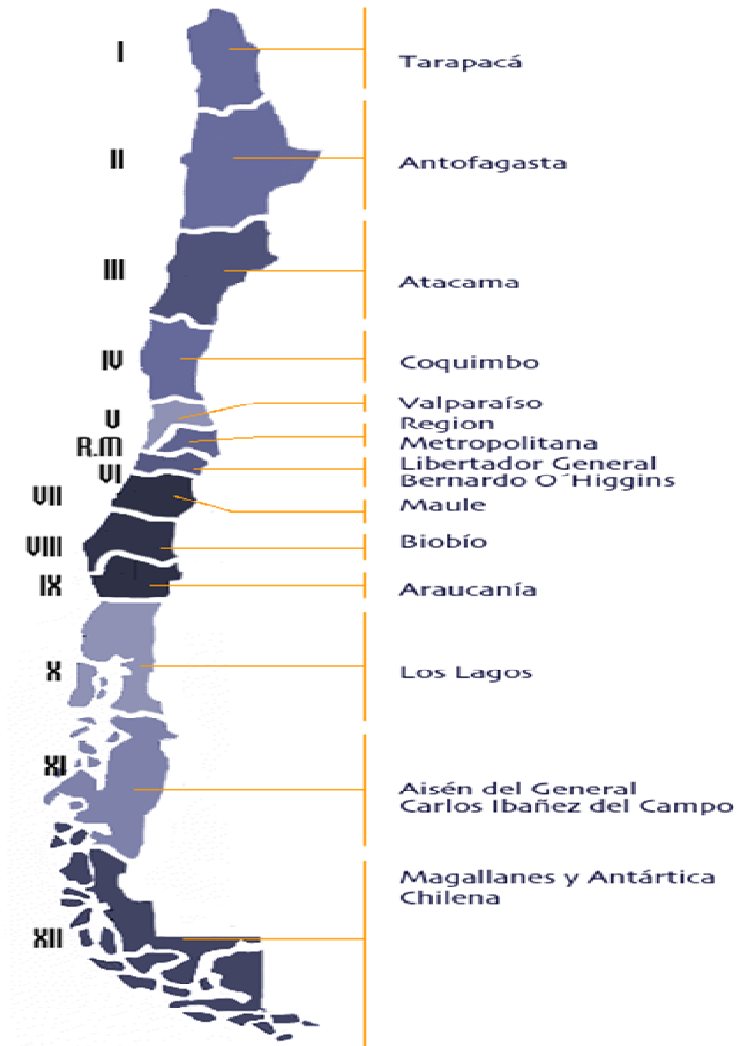 I
Tarapacá
II
Antofagasta
III
Atacama
IV
Coquimbo
Valparaíso
V
Region
R.M
Metropolitana
VI
Libertador General
Bernardo O´Higgins
VII
Maule
VIII
Biobío
IX
Araucanía
X
Los Lagos
XI
Aisén del General
Carlos Ibañez del Campo
Magallanes y Antártica
Chilena
XII